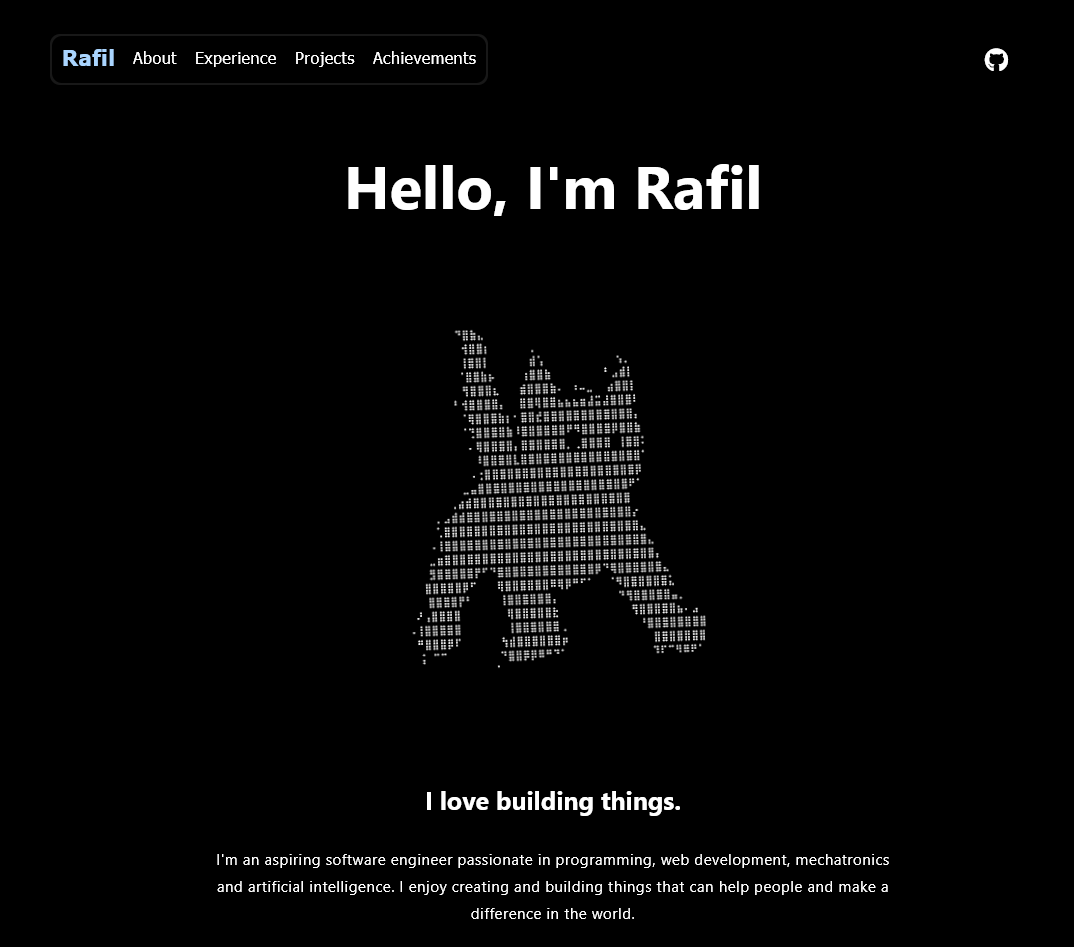 Rafil About Experience Projects Achievements
Hello, I'm Rafil
I love building things.
I'm an aspiring software engineer passionate in programming, web development, mechatronics
and artificial intelligence. I enjoy creating and building things that can help people and make a
difference in the world.